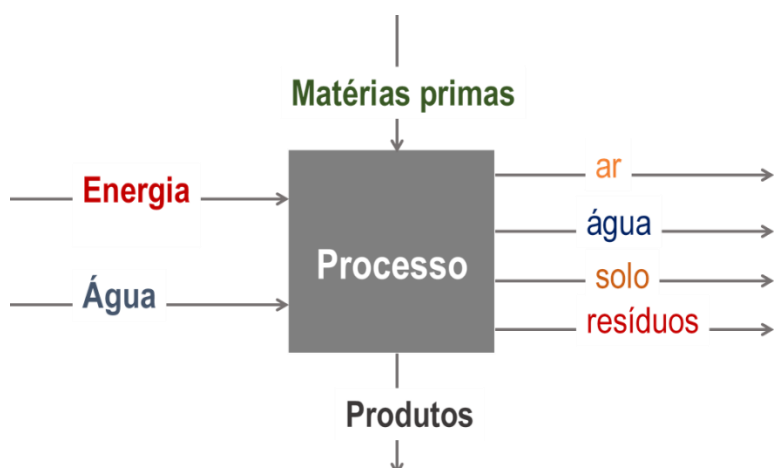 Matérias primas
Energia
Água
Processo
ar
água
solo
resíduos
Produtos